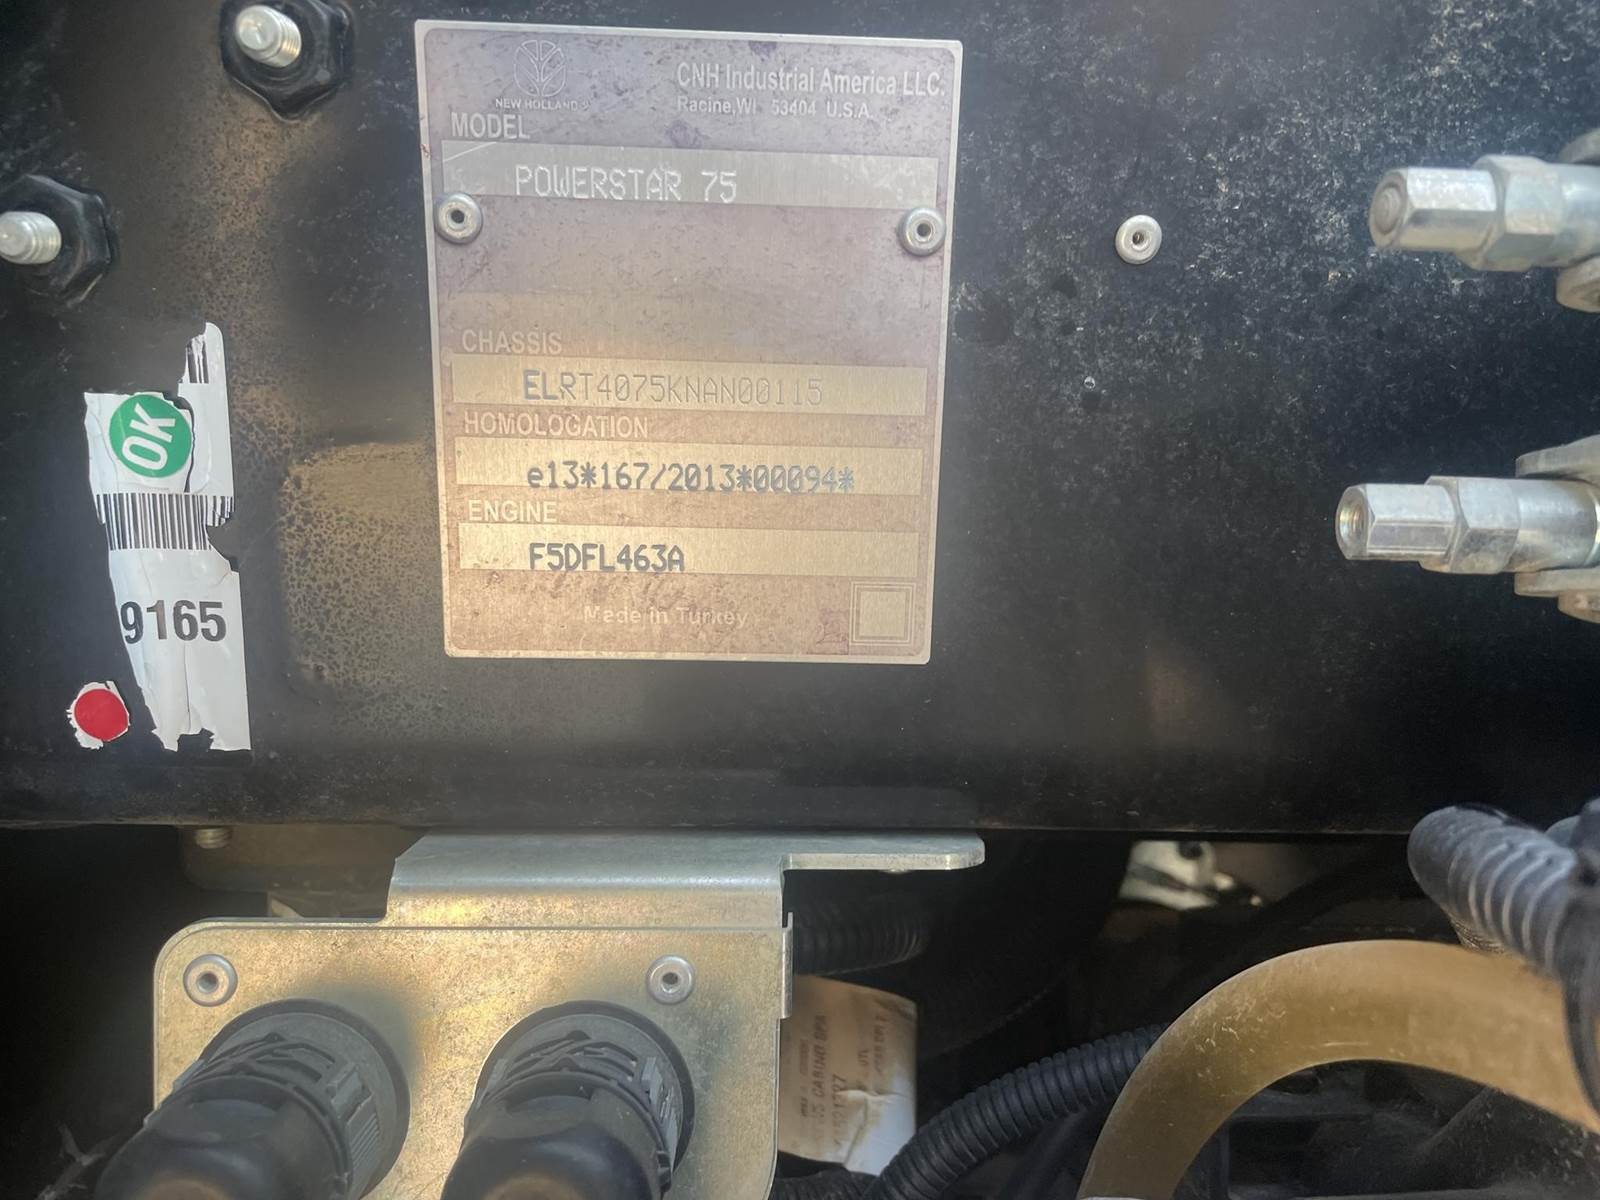 NEW HOLLAND
CNH Industrial America LLC.
Racine, WI 53404 U.S.A.
MODEL
POWERSTAR 75
CHASSIS
ELRT4075KNAN00115
HOMOLOGATION
e13*167/2013*00094*
ENGINE
F5DFL463A
Made in Turkey
OK
9165